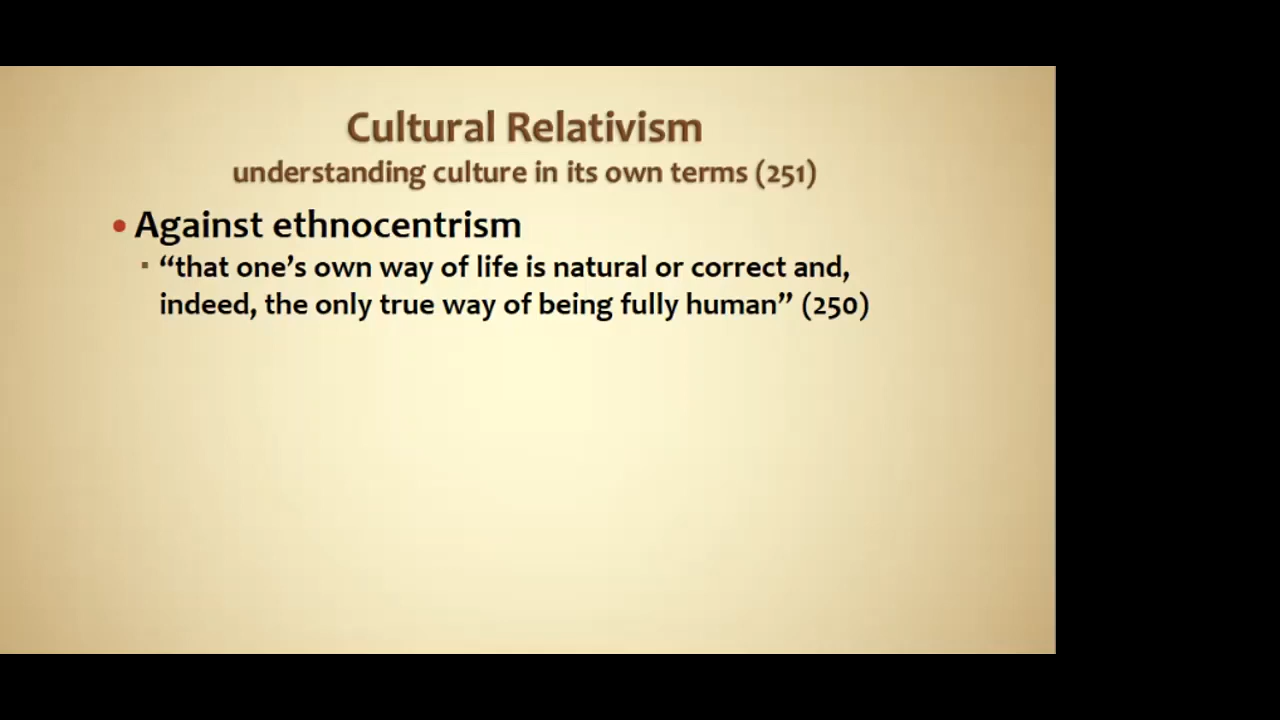 Cultural Relativism
understanding culture in its own terms (251)
• Against ethnocentrism
▪ “that one’s own way of life is natural or correct and,
indeed, the only true way of being fully human” (250)